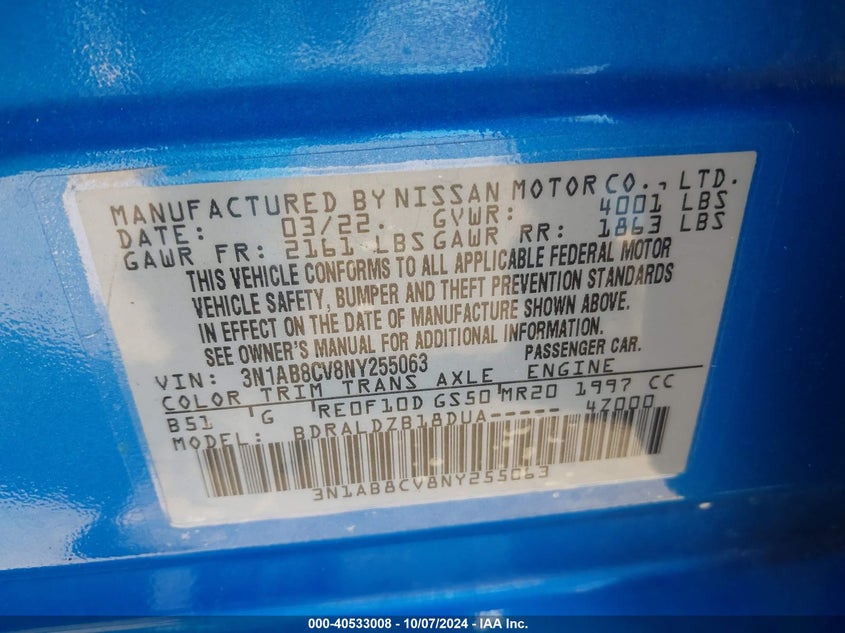 MANUFACTURED BY NISSAN MOTOR CO., LTD.
DATE: 03/22. GVWR: 4001 LBS
GAWR FR: 2161 LBS GAWR RR: 1863 LBS
THIS VEHICLE CONFORMS TO ALL APPLICABLE FEDERAL MOTOR
VEHICLE SAFETY, BUMPER AND THEFT PREVENTION STANDARDS
IN EFFECT ON THE DATE OF MANUFACTURE SHOWN ABOVE.
SEE OWNER'S MANUAL FOR ADDITIONAL INFORMATION.
VIN: 3N1AB8CV8NY255063 PASSENGER CAR.
COLOR TRIM TRANS AXLE ENGINE
B51 G RE0F10D GS50 MR20 1997 CC
MODEL: BDRALDZB18DUA----- 47000
3N1AB8CV8NY255063
000-40533008 - 10/07/2024 - IAA Inc.